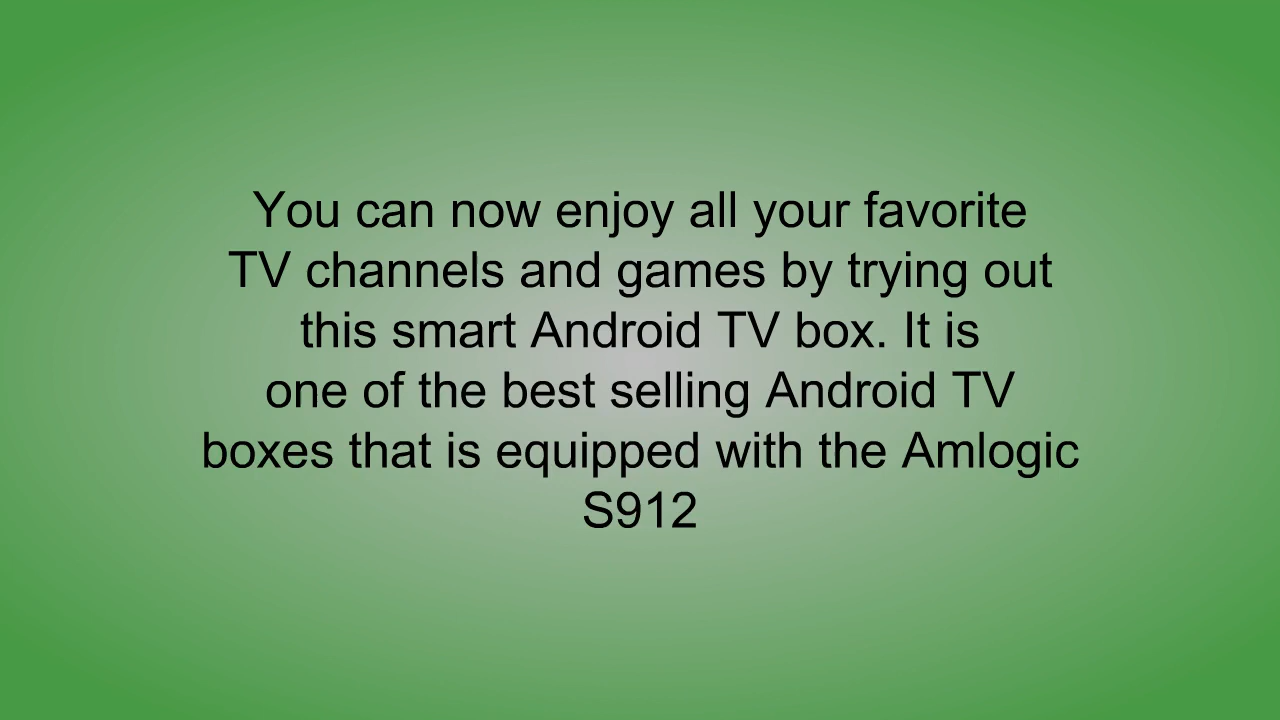 You can now enjoy all your favorite
TV channels and games by trying out
this smart Android TV box. It is
one of the best selling Android TV
boxes that is equipped with the Amlogic
S912